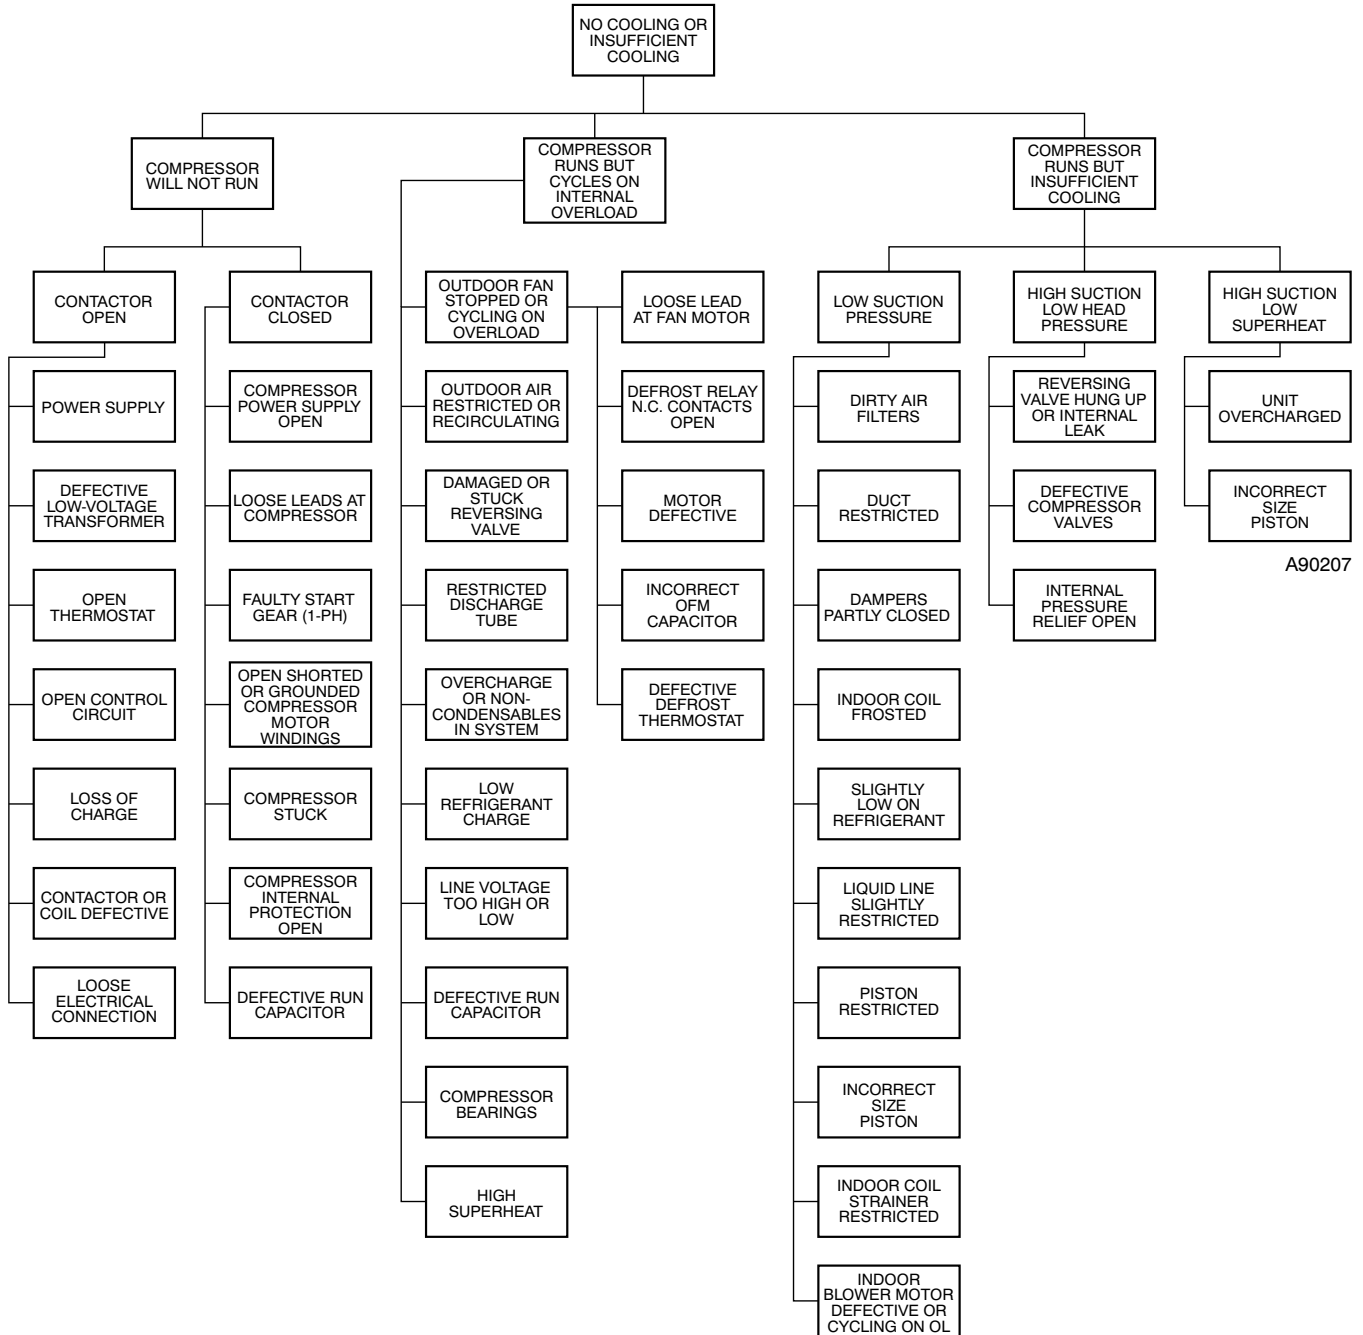 NO COOLING OR
INSUFFICIENT
COOLING
COMPRESSOR
WILL NOT RUN
COMPRESSOR
RUNS BUT
CYCLES ON
INTERNAL
OVERLOAD
COMPRESSOR
RUNS BUT
INSUFFICIENT
COOLING
CONTACTOR
OPEN
POWER SUPPLY
DEFECTIVE
LOW-VOLTAGE
TRANSFORMER
OPEN
THERMOSTAT
OPEN CONTROL
CIRCUIT
LOSS OF
CHARGE
CONTACTOR OR
COIL DEFECTIVE
LOOSE
ELECTRICAL
CONNECTION
CONTACTOR
CLOSED
COMPRESSOR
POWER SUPPLY
OPEN
LOOSE LEADS AT
COMPRESSOR
FAULTY START
GEAR (1-PH)
OPEN SHORTED
OR GROUNDED
COMPRESSOR
MOTOR
WINDINGS
COMPRESSOR
STUCK
COMPRESSOR
INTERNAL
PROTECTION
OPEN
DEFECTIVE RUN
CAPACITOR
OUTDOOR FAN
STOPPED OR
CYCLING ON
OVERLOAD
OUTDOOR AIR
RESTRICTED OR
RECIRCULATING
DAMAGED OR
STUCK
REVERSING
VALVE
RESTRICTED
DISCHARGE
TUBE
OVERCHARGE
OR NON-
CONDENSABLES
IN SYSTEM
LOW
REFRIGERANT
CHARGE
LINE VOLTAGE
TOO HIGH OR
LOW
DEFECTIVE RUN
CAPACITOR
COMPRESSOR
BEARINGS
HIGH
SUPERHEAT
LOOSE LEAD
AT FAN MOTOR
DEFROST RELAY
N.C. CONTACTS
OPEN
MOTOR
DEFECTIVE
INCORRECT
OFM
CAPACITOR
DEFECTIVE
DEFROST
THERMOSTAT
LOW SUCTION
PRESSURE
DIRTY AIR
FILTERS
DUCT
RESTRICTED
DAMPERS
PARTLY CLOSED
INDOOR COIL
FROSTED
SLIGHTLY
LOW ON
REFRIGERANT
LIQUID LINE
SLIGHTLY
RESTRICTED
PISTON
RESTRICTED
INCORRECT
SIZE
PISTON
INDOOR COIL
STRAINER
RESTRICTED
INDOOR
BLOWER MOTOR
DEFECTIVE OR
CYCLING ON OL
HIGH SUCTION
LOW HEAD
PRESSURE
REVERSING
VALVE HUNG UP
OR INTERNAL
LEAK
DEFECTIVE
COMPRESSOR
VALVES
INTERNAL
PRESSURE
RELIEF OPEN
HIGH SUCTION
LOW
SUPERHEAT
UNIT
OVERCHARGED
INCORRECT
SIZE
PISTON
A90207